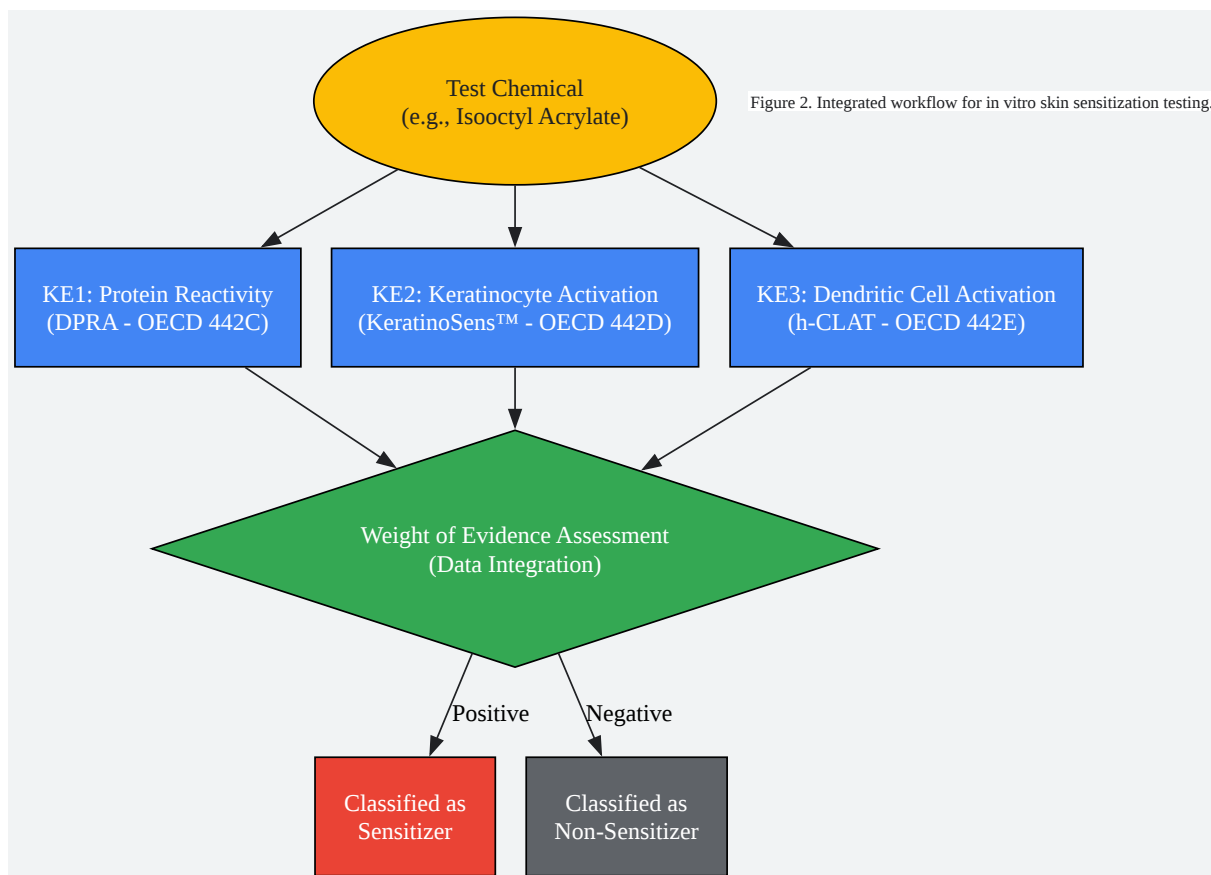 Test Chemical
(e.g., Isooctyl Acrylate)
Figure 2. Integrated workflow for in vitro skin sensitization testing.
KE1: Protein Reactivity
(DPRA - OECD 442C)
KE2: Keratinocyte Activation
(KeratinoSens™ - OECD 442D)
KE3: Dendritic Cell Activation
(h-CLAT - OECD 442E)
Weight of Evidence Assessment
(Data Integration)
Positive
Negative
Classified as
Sensitizer
Classified as
Non-Sensitizer